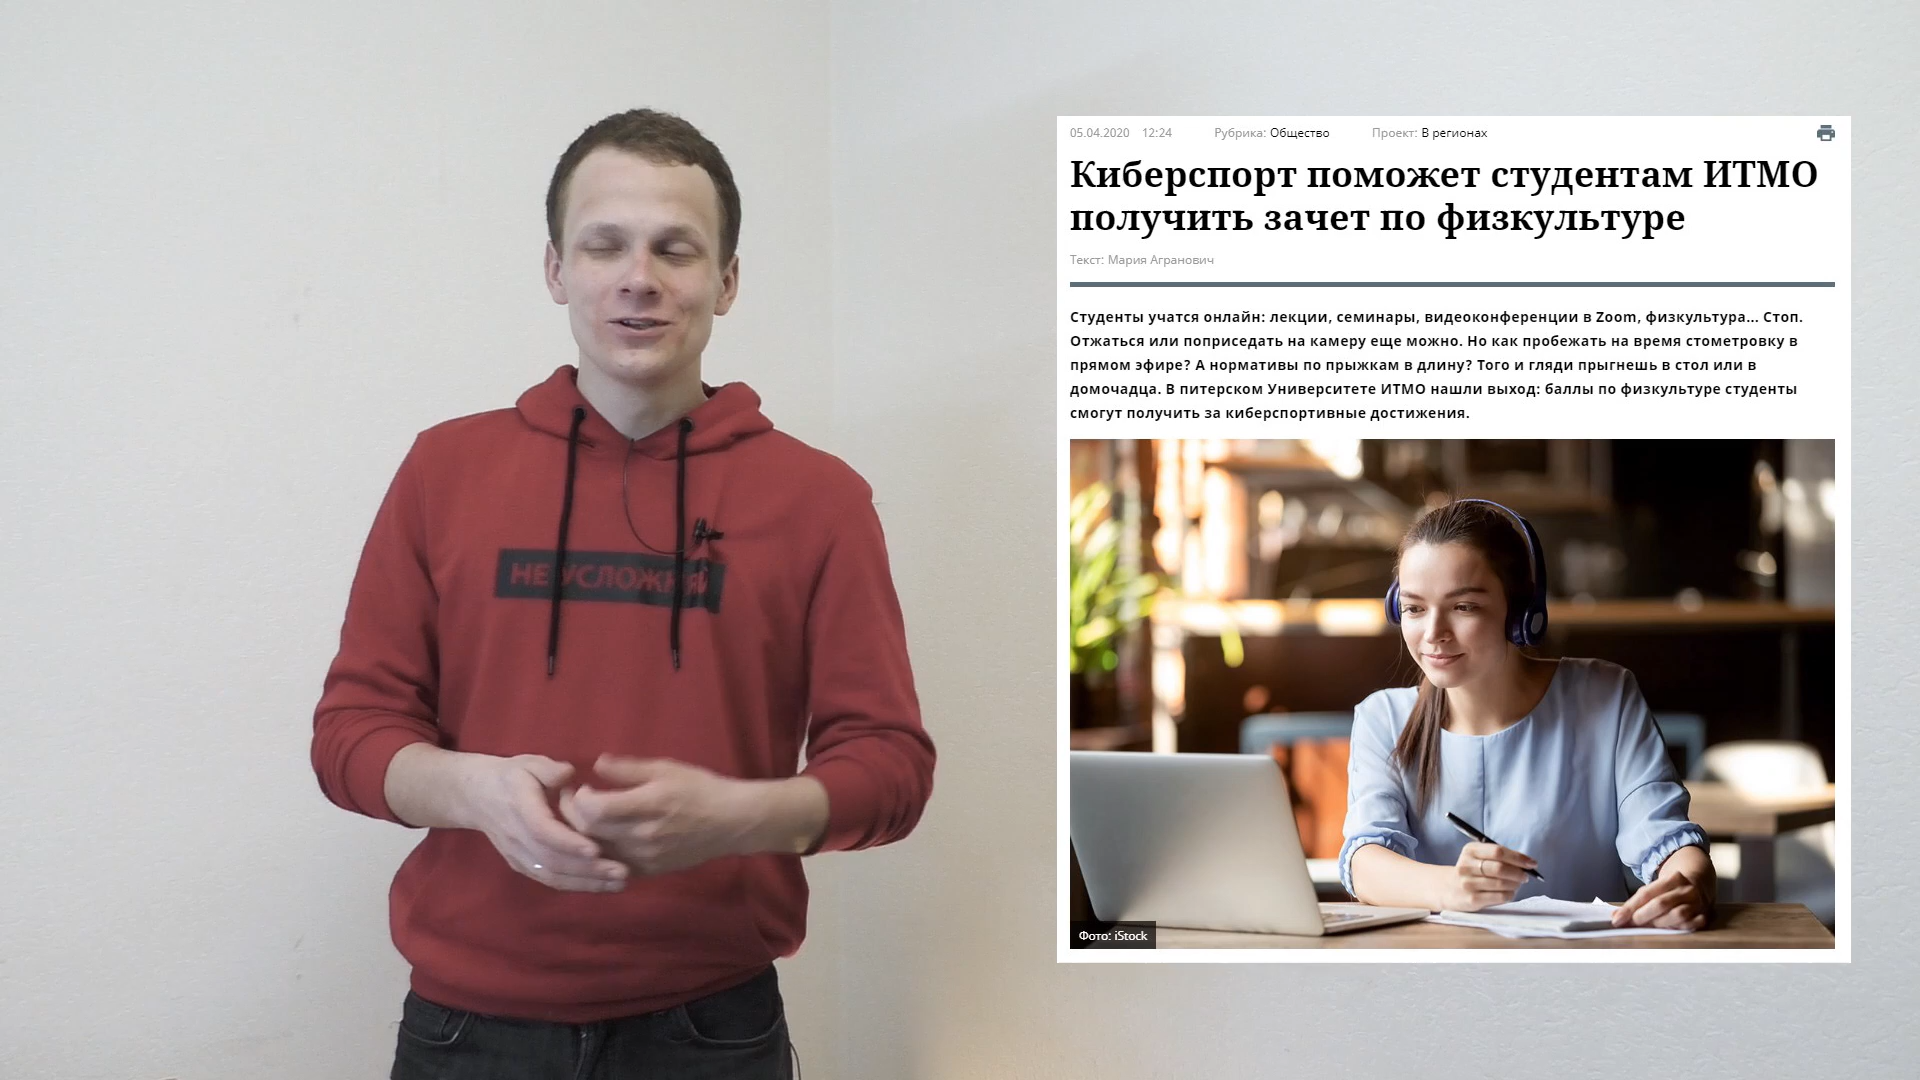 НЕ УСЛОЖНЯЙ
05.04.2020 12:24 Рубрика: Общество Проект: В регионах
Киберспорт поможет студентам ИТМО
получить зачет по физкультуре
Текст: Мария Агранович
Студенты учатся онлайн: лекции, семинары, видеоконференции в Zoom, физкультура... Стоп.
Отжаться или поприседать на камеру еще можно. Но как пробежать на время стометровку в
прямом эфире? А нормативы по прыжкам в длину? Того и гляди прыгнешь в стол или в
домочадца. В питерском Университете ИТМО нашли выход: баллы по физкультуре студенты
смогут получить за киберспортивные достижения.
Фото: iStock